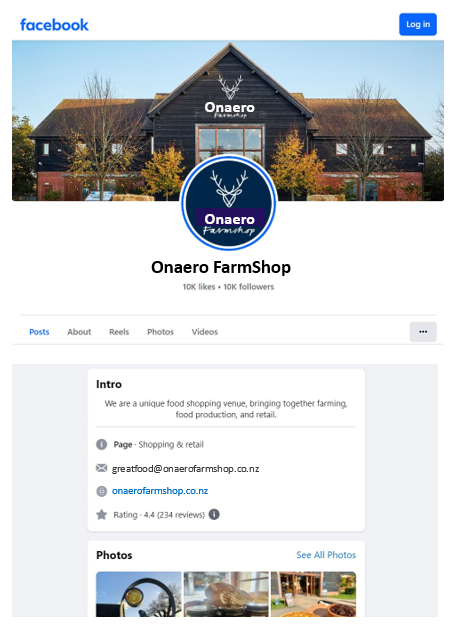 facebook
Log in
Onaero
Farmshop
Onaero
Farmshop
Onaero FarmShop
10K likes • 10K followers
Posts About Reels Photos Videos ...
Intro
We are a unique food shopping venue, bringing together farming,
food production, and retail.
Page · Shopping & retail
greatfood@onaerofarmshop.co.nz
onaerofarmshop.co.nz
Rating · 4.4 (234 reviews)
Photos See All Photos